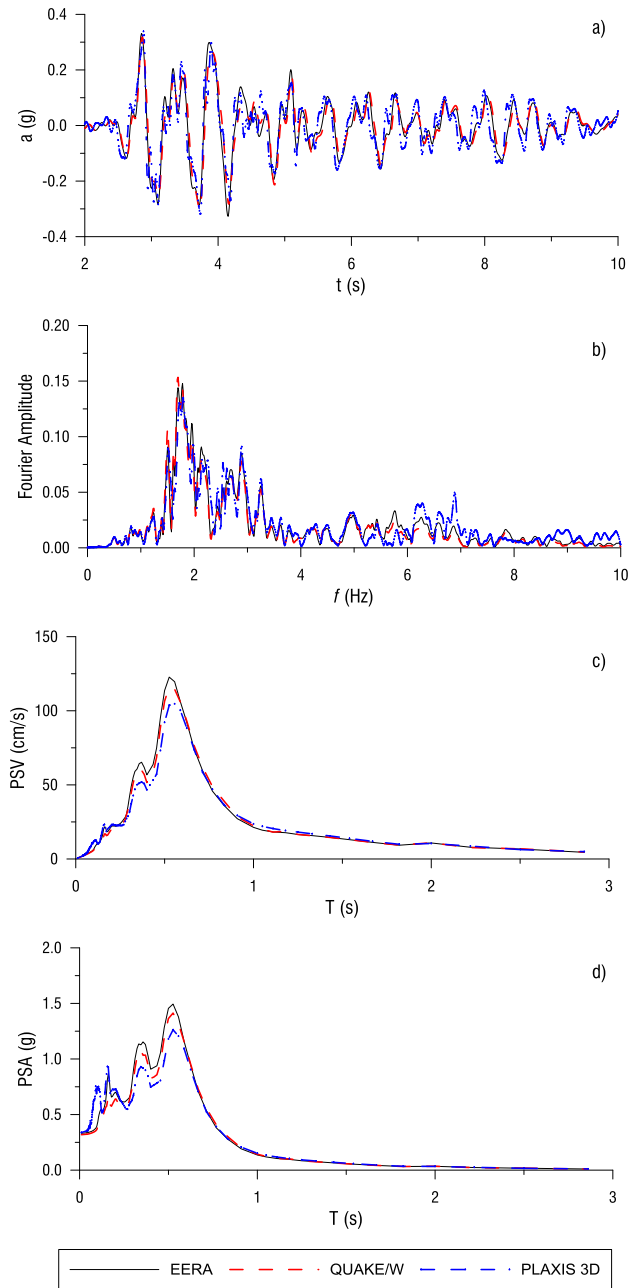 0.4
a)
0.2
0.0
-0.2
-0.4
a (g)
2
4
6
8
10
t (s)
0.20
b)
0.15
0.10
0.05
0.00
Fourier Amplitude
0
2
4
6
8
10
f (Hz)
150
c)
100
50
0
PSV (cm/s)
0
1
2
3
T (s)
2.0
d)
1.5
1.0
0.5
0.0
PSA (g)
0
1
2
3
T (s)
EERA QUAKE/W PLAXIS 3D